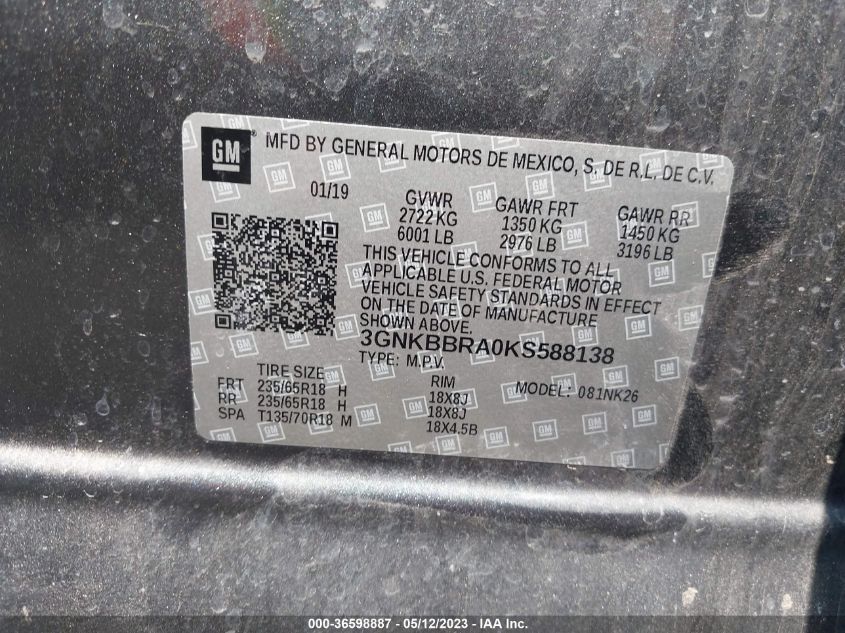 GM
MFD BY GENERAL MOTORS DE MEXICO, S. DE R.L. DE C.V.
01/19
GVWR
2722 KG
6001 LB
GAWR FRT
1350 KG
2976 LB
GAWR RR
1450 KG
3196 LB
THIS VEHICLE CONFORMS TO ALL
APPLICABLE U.S. FEDERAL MOTOR
VEHICLE SAFETY STANDARDS IN EFFECT
ON THE DATE OF MANUFACTURE
SHOWN ABOVE.
3GNKBBRA0KS588138
TYPE: M.P.V.
MODEL: 081NK26
TIRE SIZE
RIM
FRT 235/65R18 H 18X8J
RR 235/65R18 H 18X8J
SPA T135/70R18 M 18X4.5B
000-36598887 - 05/12/2023 - IAA Inc.